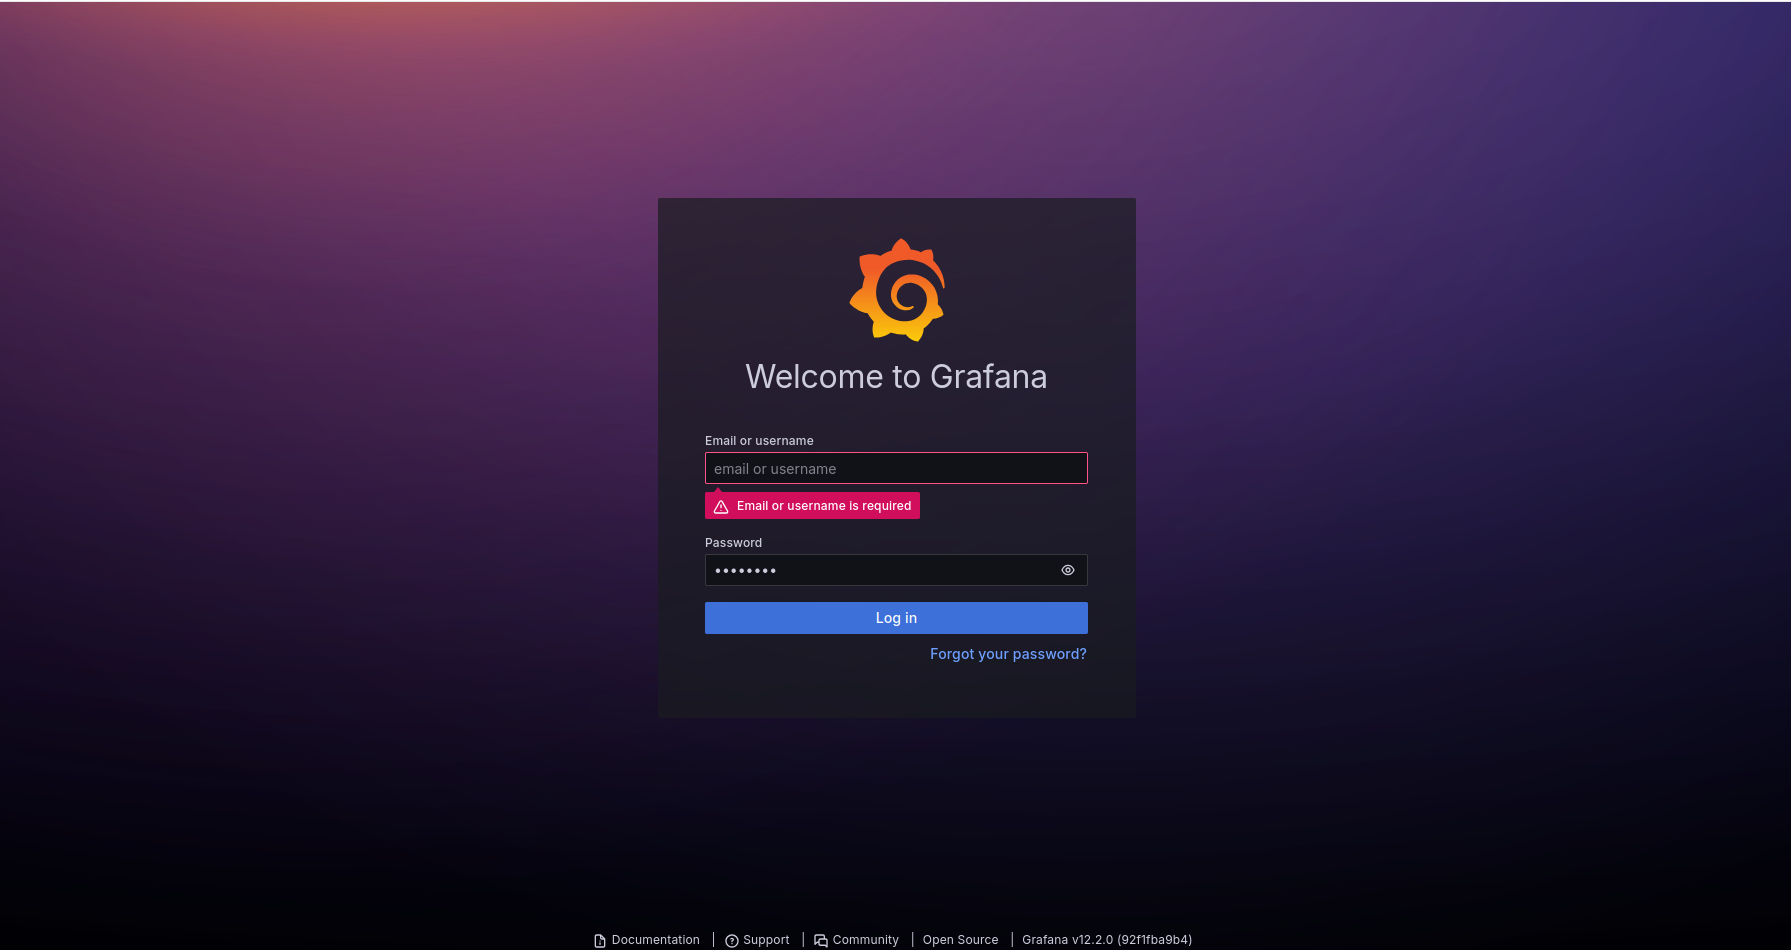 Welcome to Grafana
Email or username
email or username
Email or username is required
Password
••••••••
Log in
Forgot your password?
Documentation | Support | Community | Open Source | Grafana v12.2.0 (92f1fba9b4)